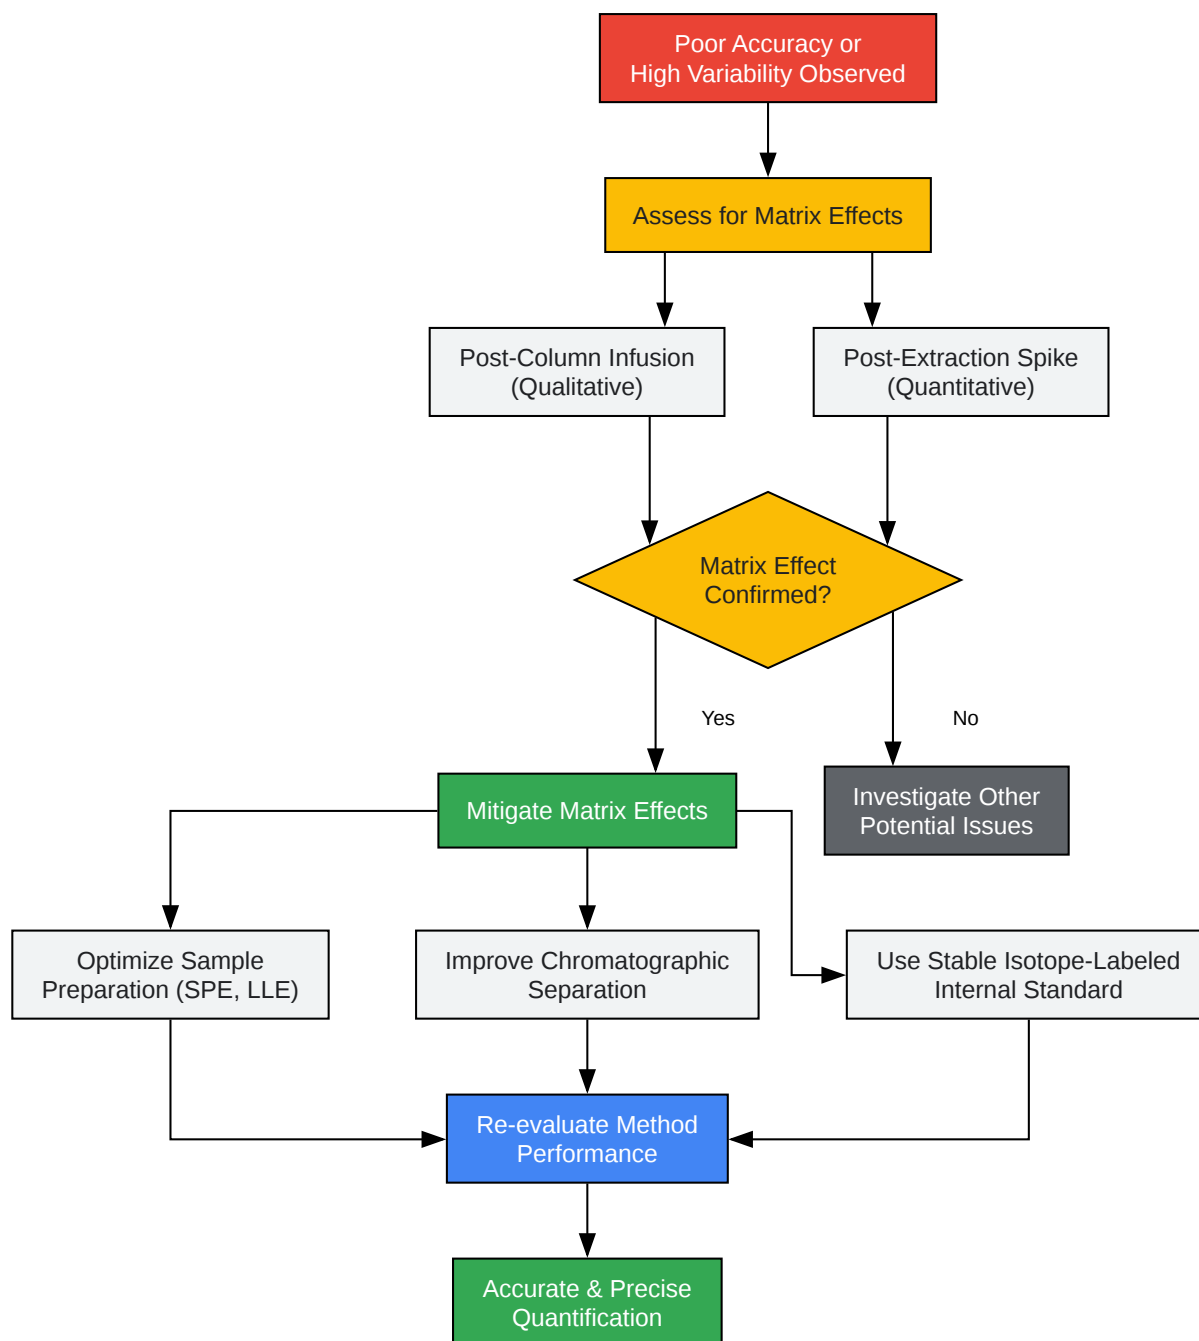 Poor Accuracy or
High Variability Observed
Assess for Matrix Effects
Post-Column Infusion
(Qualitative)
Post-Extraction Spike
(Quantitative)
Matrix Effect
Confirmed?
Yes
No
Mitigate Matrix Effects
Investigate Other
Potential Issues
Optimize Sample
Preparation (SPE, LLE)
Improve Chromatographic
Separation
Use Stable Isotope-Labeled
Internal Standard
Re-evaluate Method
Performance
Accurate & Precise
Quantification